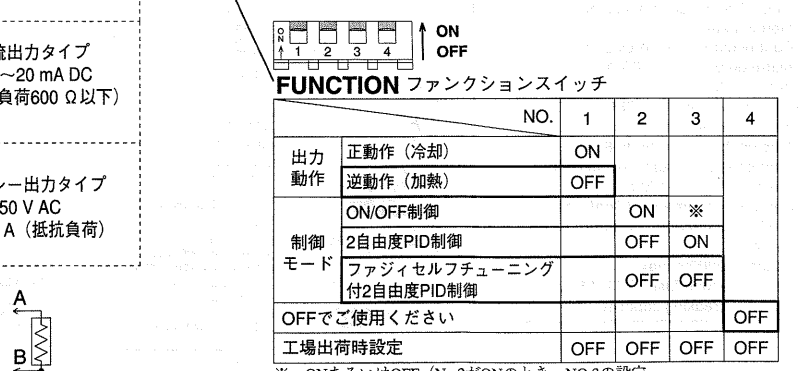 流出力タイプ
～20 mA DC
負荷600 Ω以下）
レー出力タイプ
50 V AC
A（抵抗負荷）
A
B
ON
1 2 3 4
ON
OFF
FUNCTION ファンクションスイッチ
NO. 1 2 3 4
出力動作 正動作（冷却） ON
逆動作（加熱） OFF
制御モード ON/OFF制御 ON ※
2自由度PID制御 OFF ON
ファジィセルフチューニング
付2自由度PID制御 OFF OFF
OFFでご使用ください OFF
工場出荷時設定 OFF OFF OFF OFF